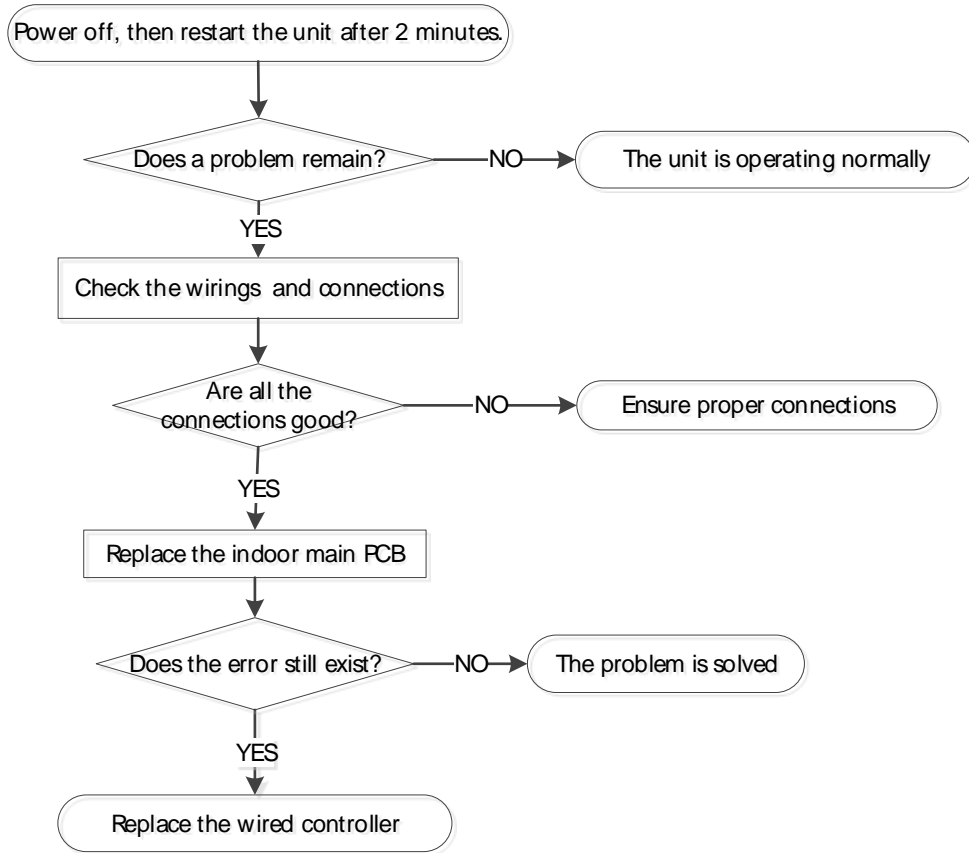 Power off, then restart the unit after 2 minutes.
Does a problem remain?
NO
The unit is operating normally
YES
Check the wirings and connections
Are all the
connections good?
NO
Ensure proper connections
YES
Replace the indoor main PCB
Does the error still exist?
NO
The problem is solved
YES
Replace the wired controller